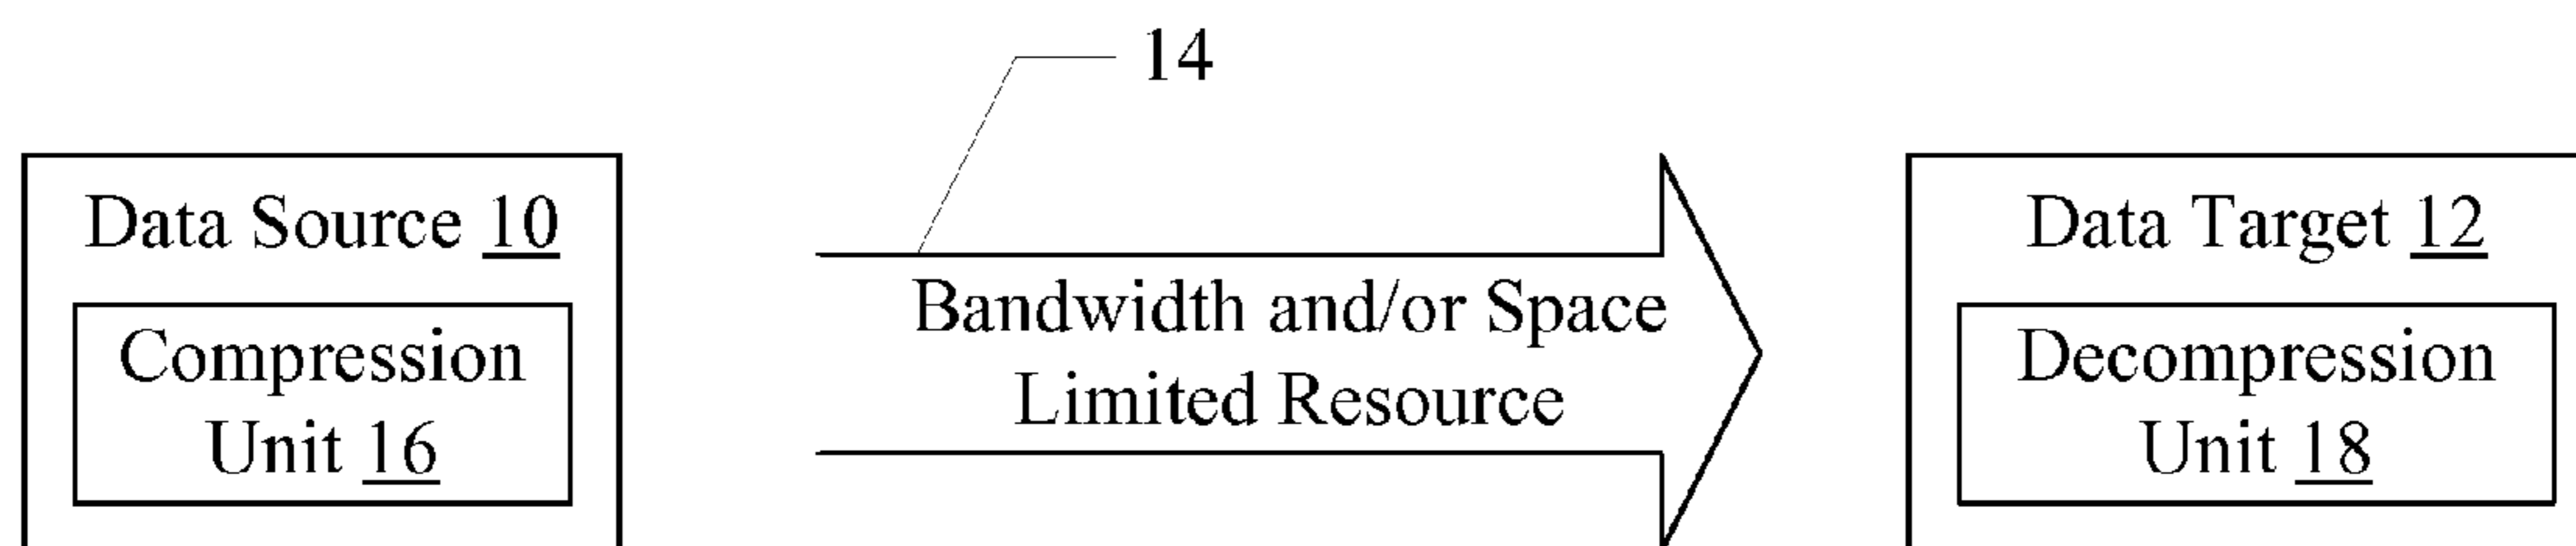 14
Data Source 10
Compression
Unit 16
Bandwidth and/or Space
Limited Resource
Data Target 12
Decompression
Unit 18